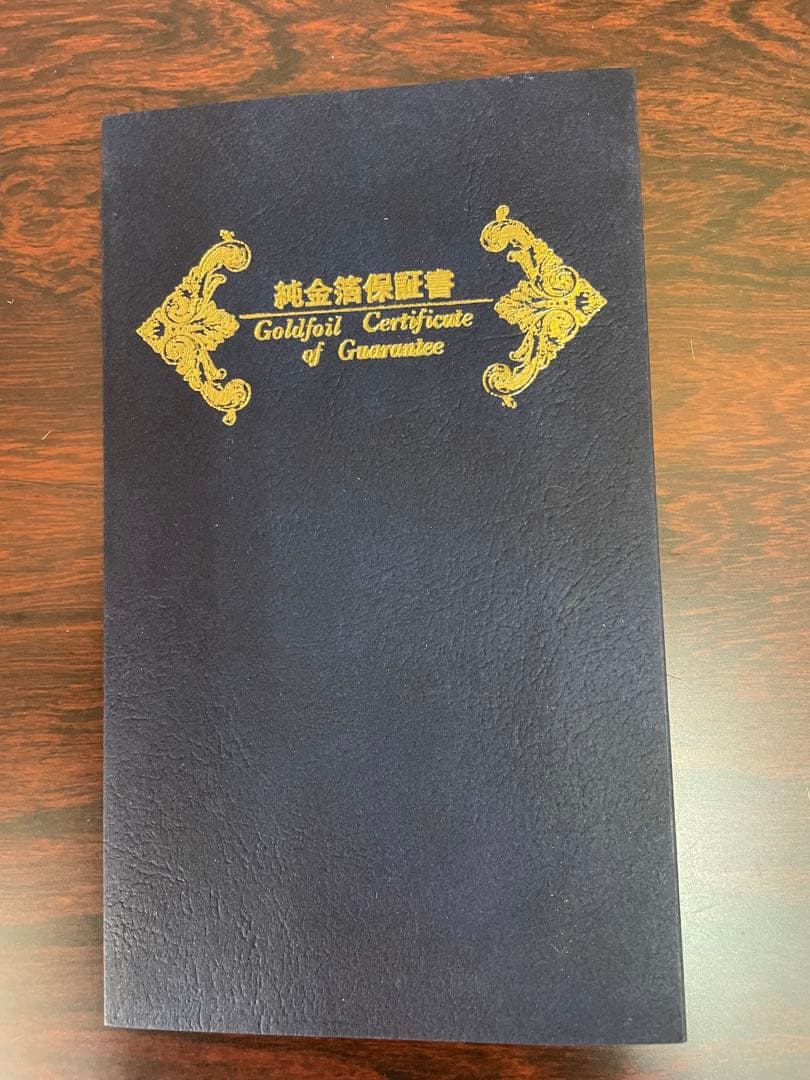 純金箔保証書
Goldfoil Certificate
of Guarantee